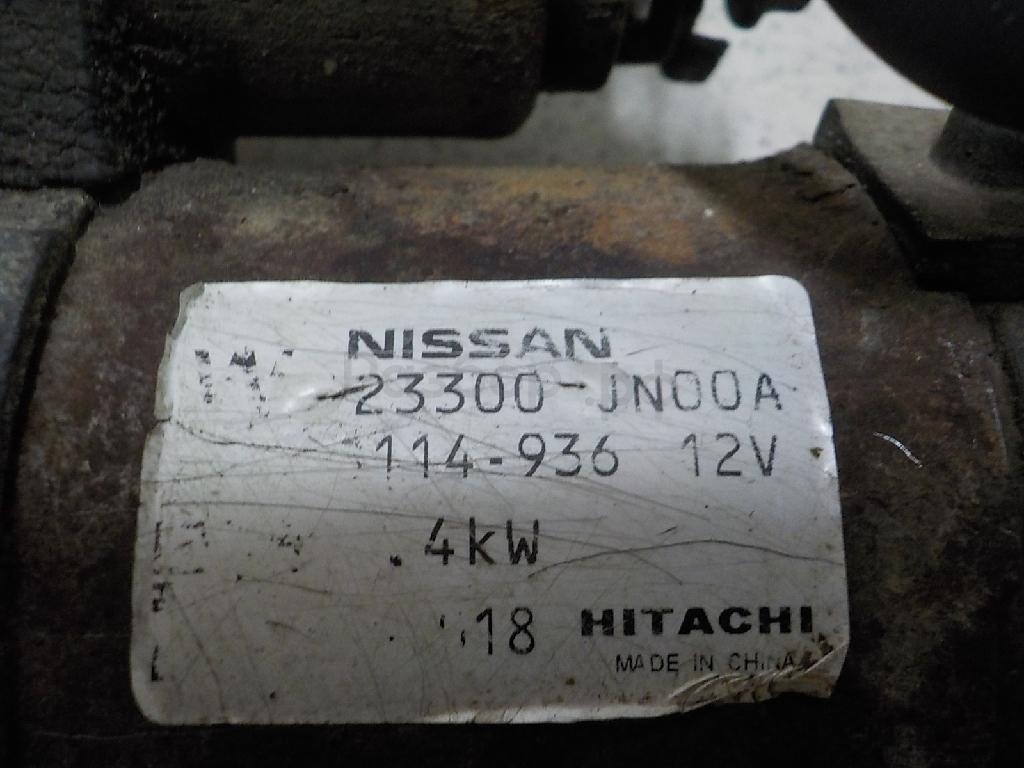 NISSAN
23300-JN00A
114-936 12V
.4kW
18 HITACHI
MADE IN CHINA